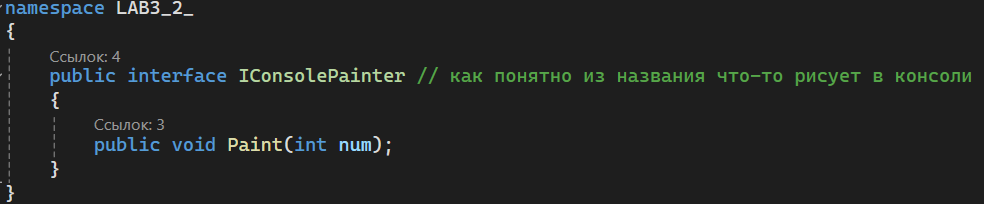 namespace LAB3_2_
{
Ссылок: 4
public interface IConsolePainter // как понятно из названия что-то рисует в консоли
{
Ссылок: 3
public void Paint(int num);
}
}